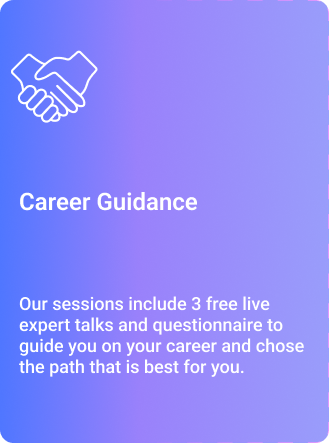 Career Guidance
Our sessions include 3 free live
expert talks and questionnaire to
guide you on your career and chose
the path that is best for you.